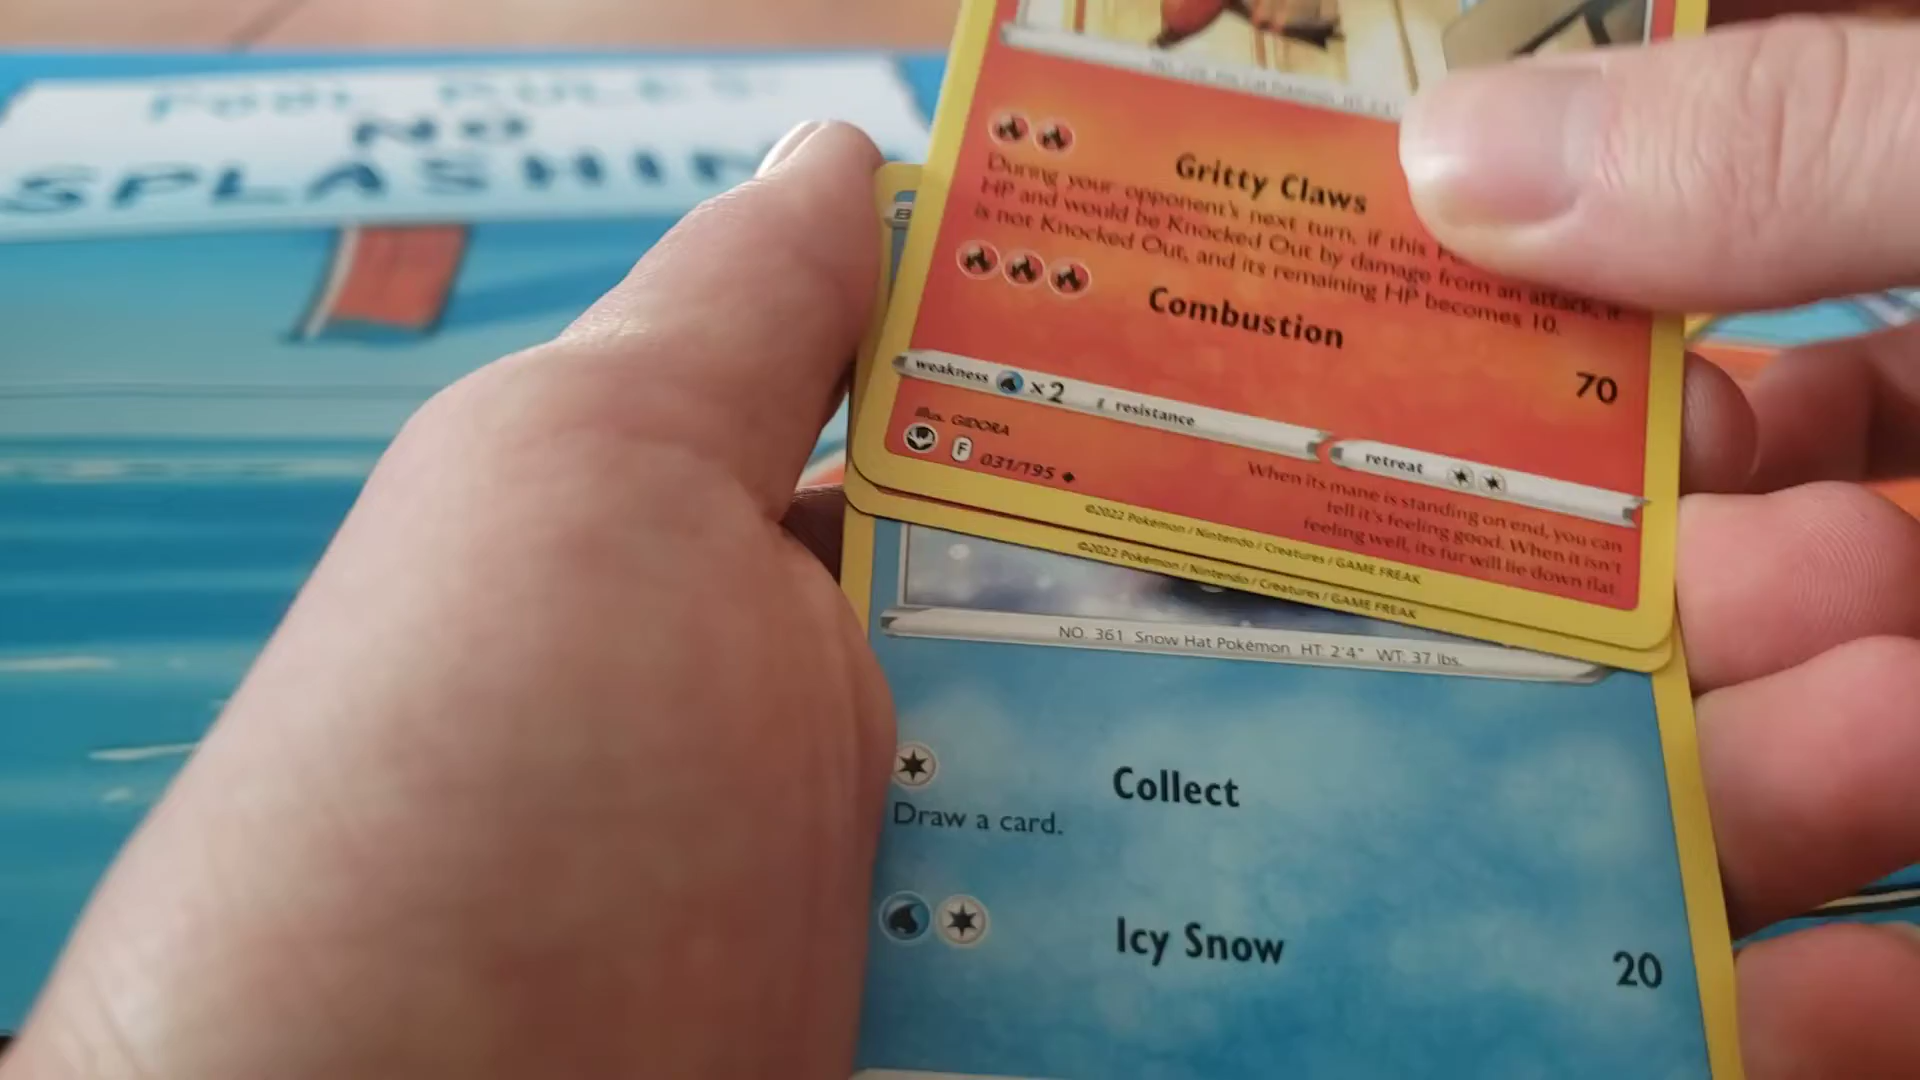 POOL RULES:
NO
SPLASHIN
B
Gritty Claws
During your opponent's next turn, if this
HP and would be Knocked Out by damage from an attack, it
is not Knocked Out, and its remaining HP becomes 10.
Combustion
70
weakness x2 resistance
retreat
illus. GIDORA
F 031/195
When its mane is standing on end, you can
tell it's feeling good. When it isn't
feeling well, its fur will lie down flat.
©2022 Pokémon / Nintendo / Creatures / GAME FREAK
©2022 Pokémon / Nintendo / Creatures / GAME FREAK
NO. 361 Snow Hat Pokémon HT: 2'4" WT: 37 lbs.
Collect
Draw a card.
Icy Snow
20